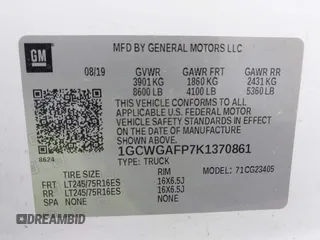 GM
MFD BY GENERAL MOTORS LLC
08/19 GVWR GAWR FRT GAWR RR
3901 KG 1860 KG 2431 KG
8600 LB 4100 LB 5360 LB
THIS VEHICLE CONFORMS TO ALL
APPLICABLE U.S. FEDERAL MOTOR
VEHICLE SAFETY STANDARDS IN
EFFECT ON THE DATE OF
MANUFACTURE SHOWN ABOVE.
1GCWGAFP7K1370861
8624 TYPE: TRUCK
TIRE SIZE RIM MODEL: 71CG23405
FRT LT245/75R16ES 16X6.5J
RR LT245/75R16ES 16X6.5J
SPA NONE NONE
DREAMBID